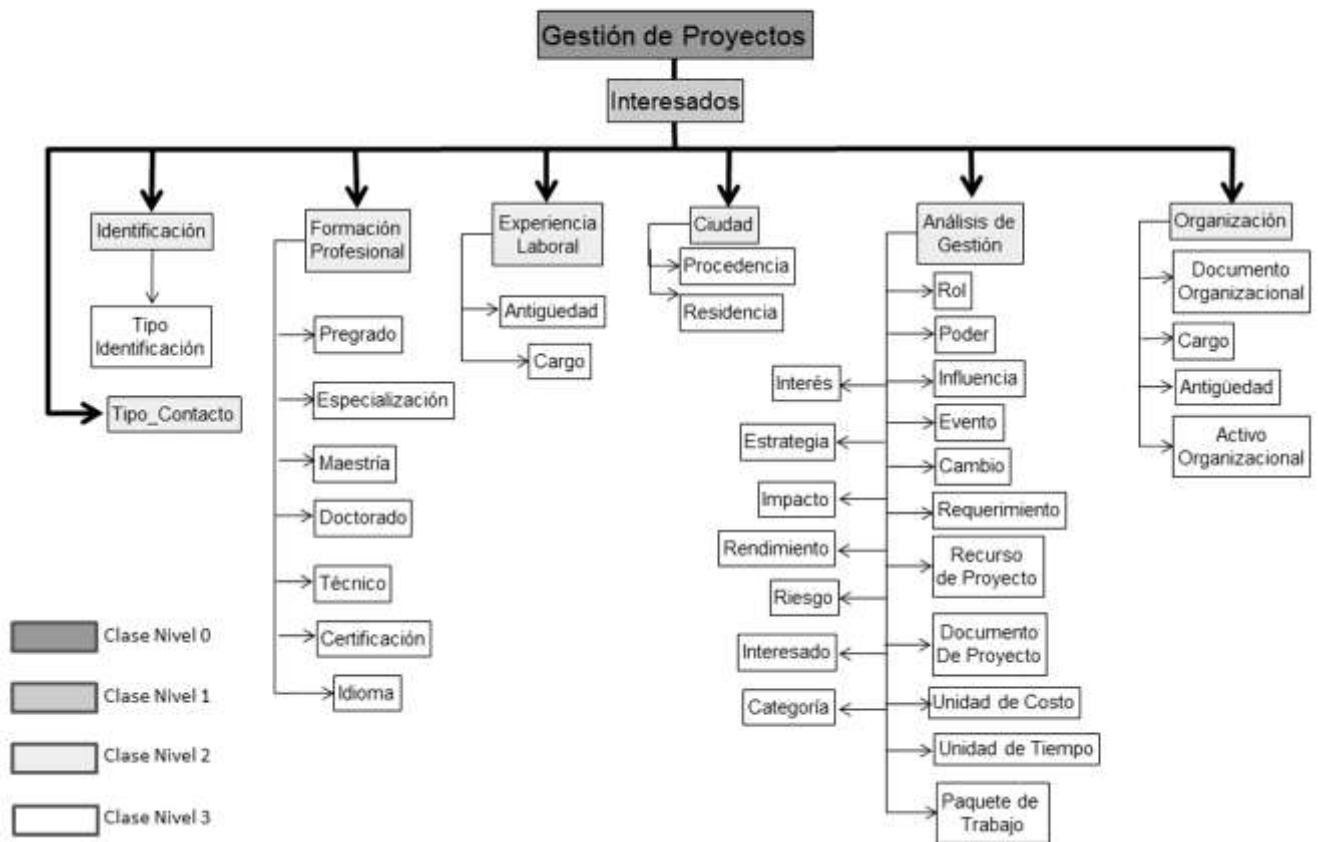 Gestión de Proyectos
Interesados
Identificación
Tipo
Identificación
Tipo_Contacto
Formación
Profesional
Pregrado
Especialización
Maestría
Doctorado
Técnico
Certificación
Idioma
Experiencia
Laboral
Antigüedad
Cargo
Ciudad
Procedencia
Residencia
Análisis de
Gestión
Rol
Poder
Influencia
Evento
Cambio
Requerimiento
Recurso
de Proyecto
Documento
De Proyecto
Unidad de Costo
Unidad de Tiempo
Paquete de
Trabajo
Interés
Estrategia
Impacto
Rendimiento
Riesgo
Interesado
Categoría
Organización
Documento
Organizacional
Cargo
Antigüedad
Activo
Organizacional
Clase Nivel 0
Clase Nivel 1
Clase Nivel 2
Clase Nivel 3